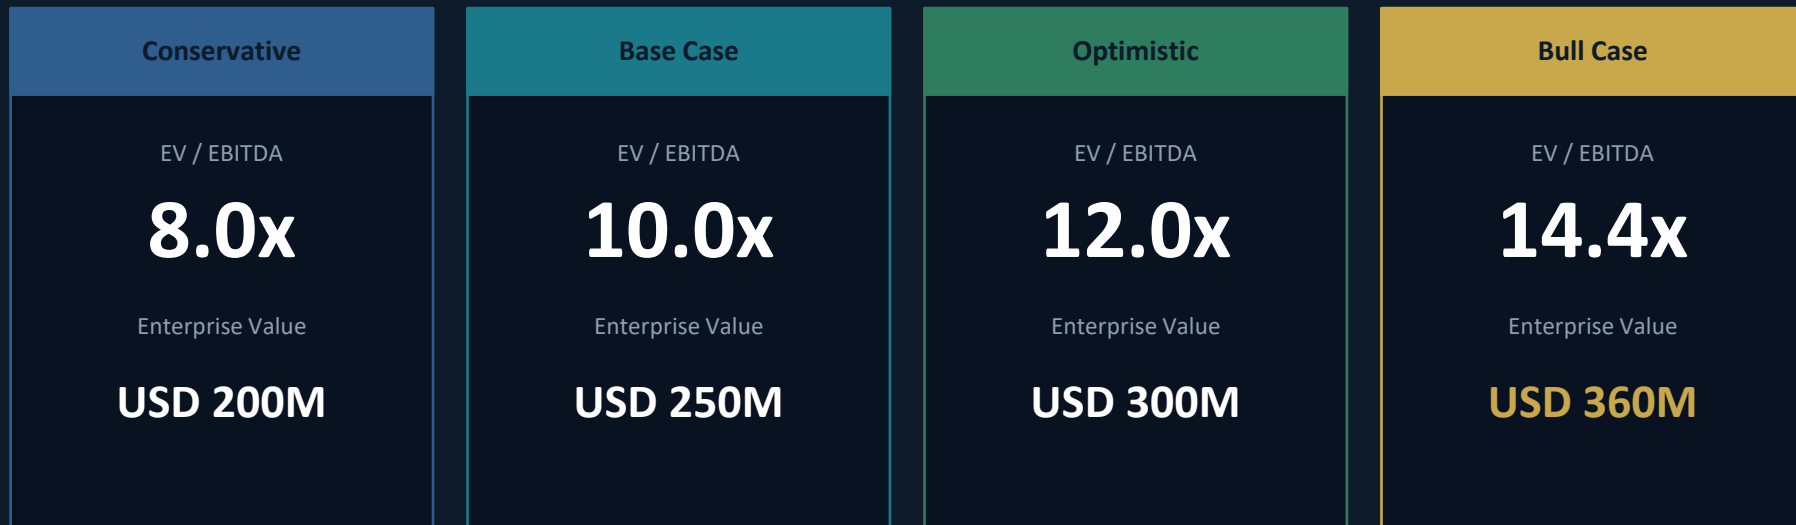 Conservative
EV / EBITDA
8.0x
Enterprise Value
USD 200M
Base Case
EV / EBITDA
10.0x
Enterprise Value
USD 250M
Optimistic
EV / EBITDA
12.0x
Enterprise Value
USD 300M
Bull Case
EV / EBITDA
14.4x
Enterprise Value
USD 360M